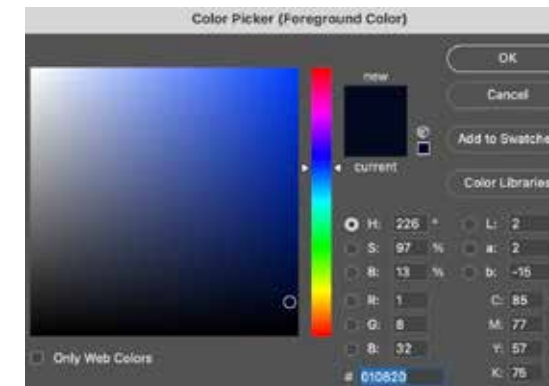 Color Picker (Foreground Color)
new
current
OK
Cancel
Add to Swatche
Color Libraries
H: 226 °
S: 97 %
B: 13 %
R: 1
G: 8
B: 32
# 010820
L: 2
a: 2
b: -15
C: 85
M: 77
Y: 57
K: 75
Only Web Colors